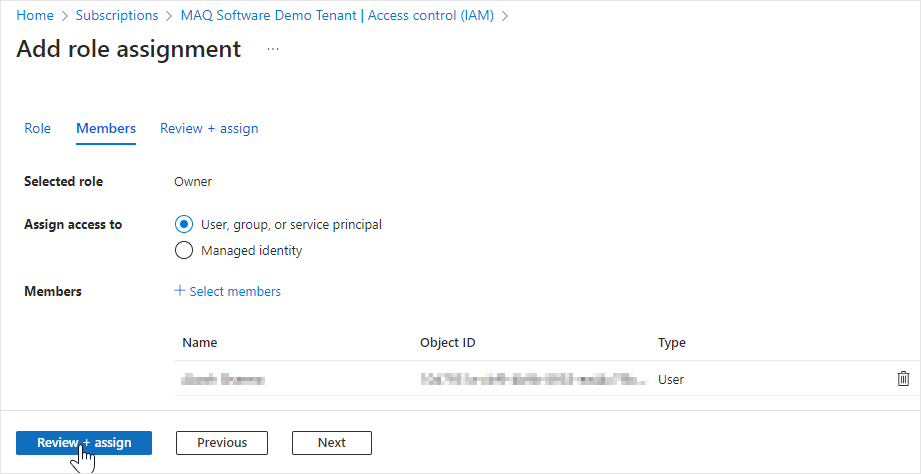 Home > Subscriptions > MAQ Software Demo Tenant | Access control (IAM) >
Add role assignment ...
Role Members Review + assign
Selected role Owner
Assign access to User, group, or service principal
Managed identity
Members + Select members
Name Object ID Type
User
Review + assign Previous Next